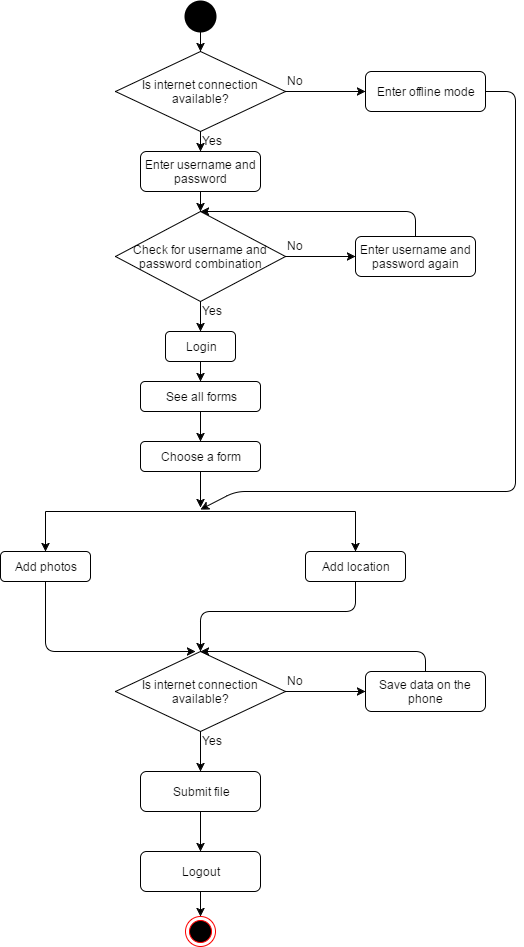 Is internet connection
available?
No
Enter offline mode
Yes
Enter username and
password
Check for username and
password combination
No
Enter username and
password again
Yes
Login
See all forms
Choose a form
Add photos
Add location
Is internet connection
available?
No
Save data on the
phone
Yes
Submit file
Logout